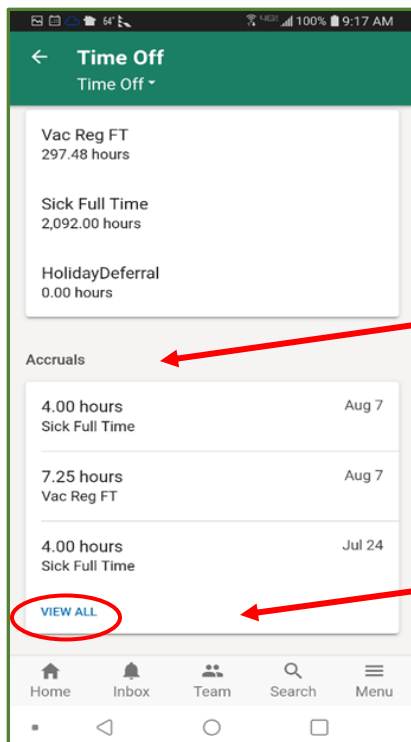 64° 100% 9:17 AM
Time Off
Time Off
Vac Reg FT
297.48 hours
Sick Full Time
2,092.00 hours
HolidayDeferral
0.00 hours
Accruals
4.00 hours Aug 7
Sick Full Time
7.25 hours Aug 7
Vac Reg FT
4.00 hours Jul 24
Sick Full Time
VIEW ALL
Home Inbox Team Search Menu